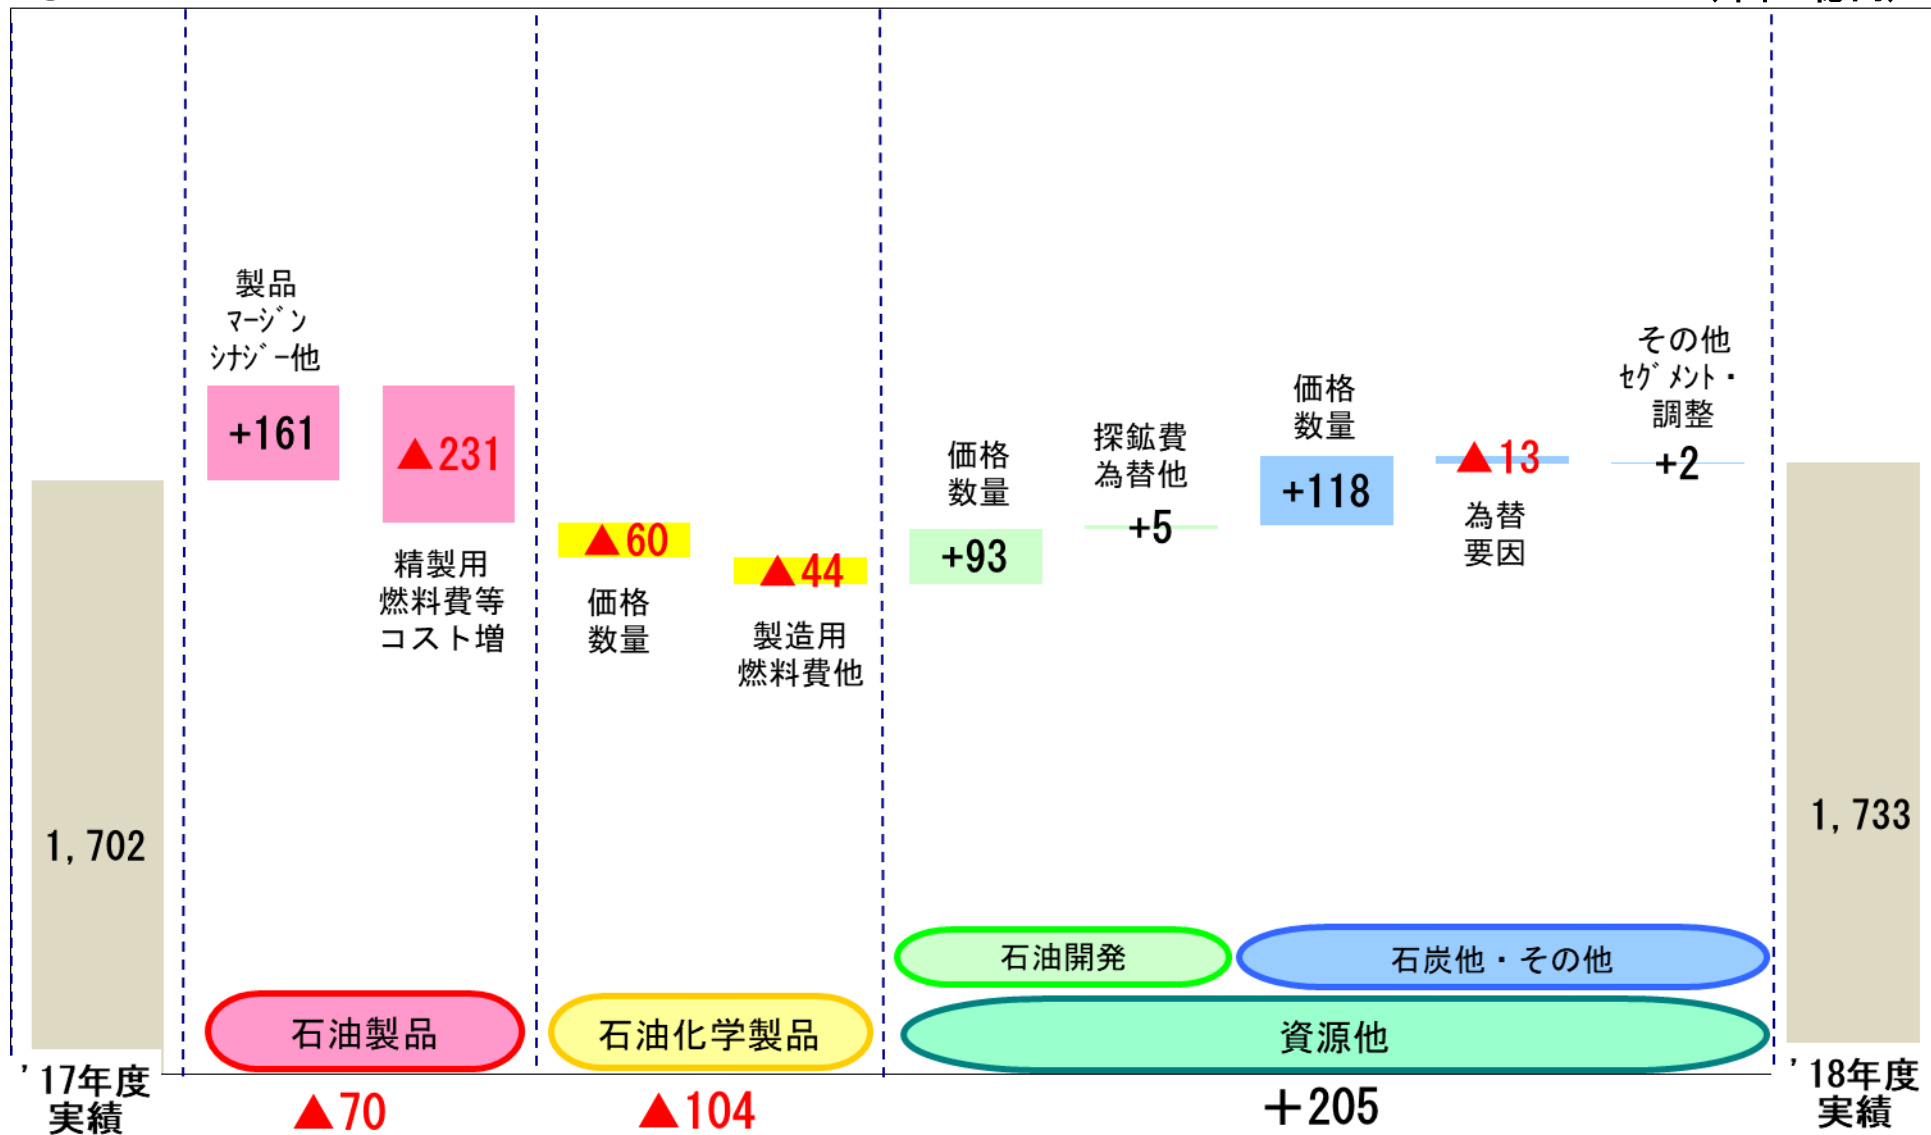 製品
ﾏｰｼﾞﾝ
ｼﾅｼﾞｰ他
+161
▲231
精製用
燃料費等
コスト増
▲60
価格
数量
▲44
製造用
燃料費他
価格
数量
+93
探鉱費
為替他
+5
価格
数量
+118
▲13
為替
要因
その他
ｾｸﾞﾒﾝﾄ・
調整
+2
1,702
1,733
石油開発
石炭他・その他
石油製品
石油化学製品
資源他
'17年度
実績
▲70
▲104
+205
'18年度
実績